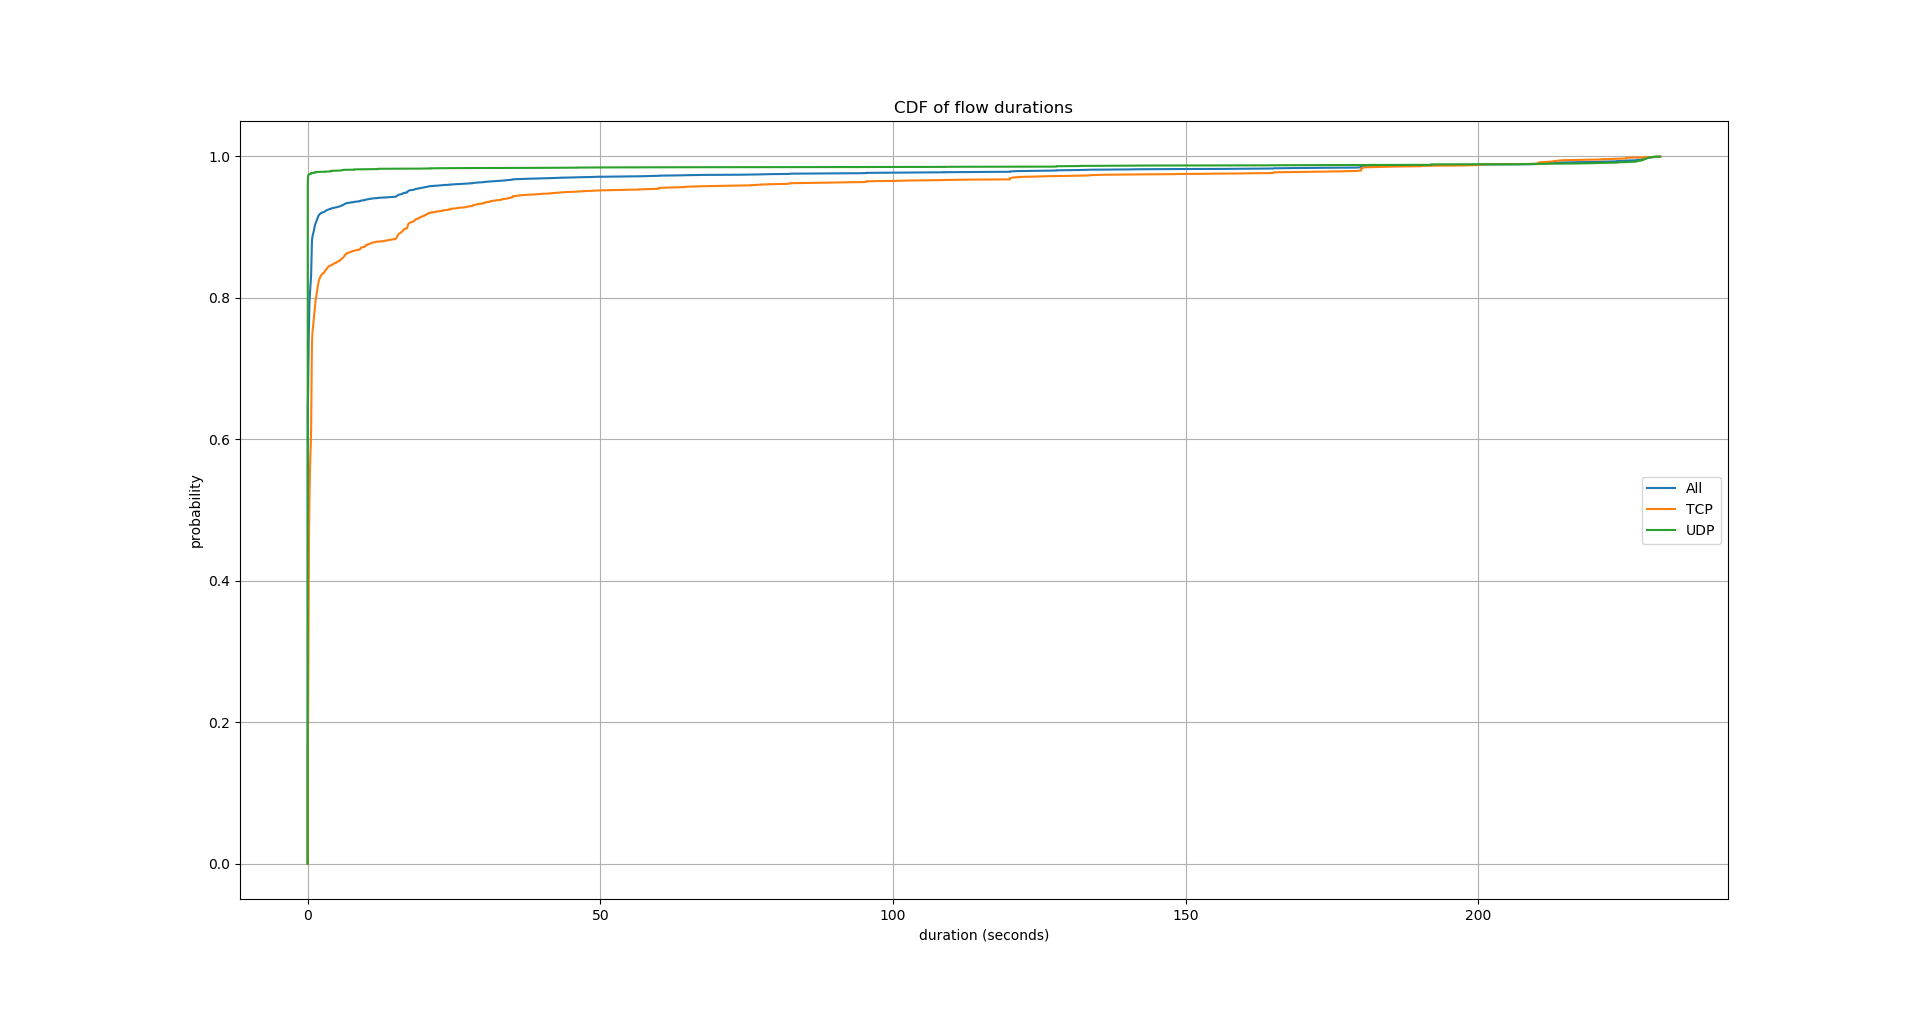 CDF of flow durations
1.0
0.8
0.6
0.4
0.2
0.0
probability
All
TCP
UDP
0 50 100 150 200
duration (seconds)